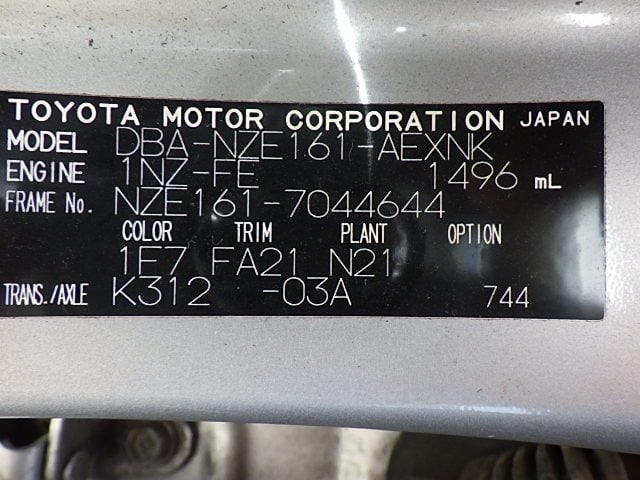 TOYOTA MOTOR CORPORATION JAPAN
MODEL DBA-NZE161-AEXNK
ENGINE 1NZ-FE 1496 mL
FRAME No. NZE161-7044644
COLOR TRIM PLANT OPTION
1F7 FA21 N21
TRANS./AXLE K312 -03A 744